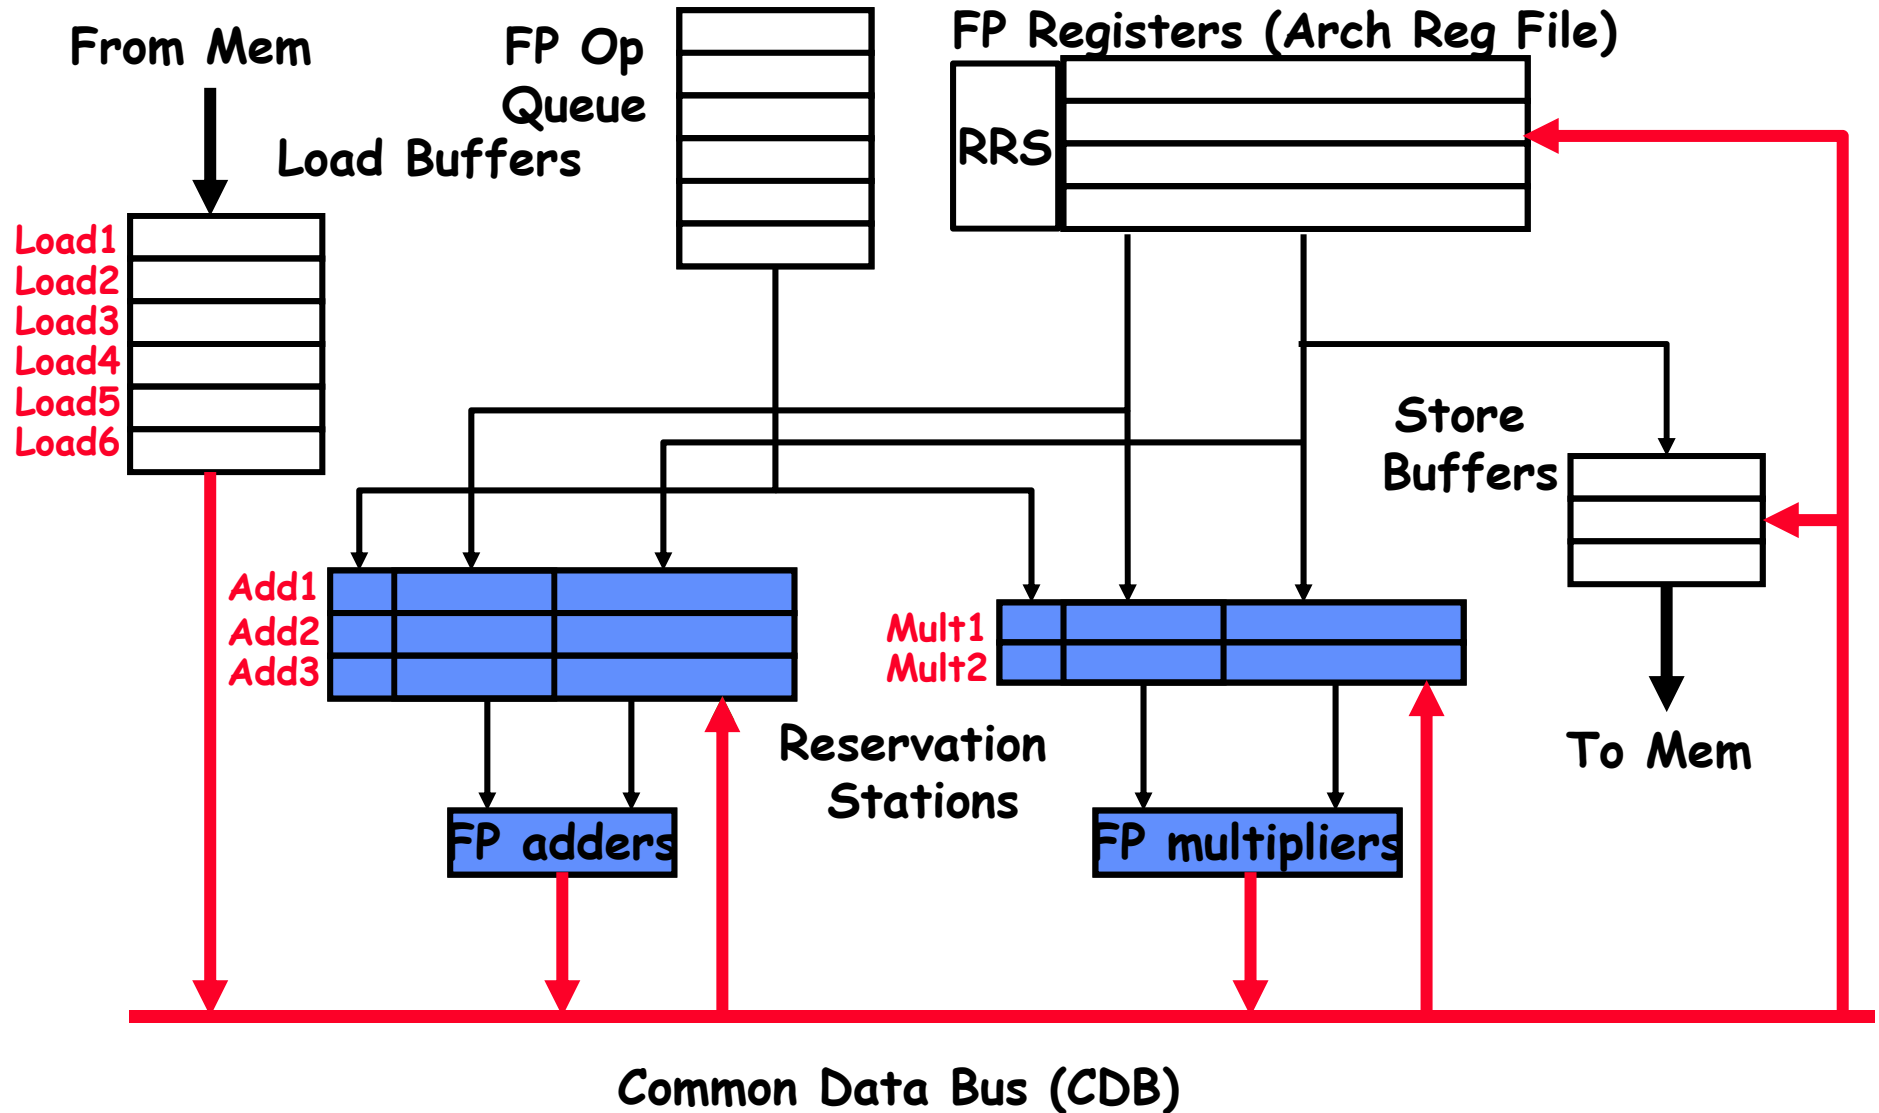 From Mem
FP Op
Queue
FP Registers (Arch Reg File)
RRS
Load Buffers
Load1
Load2
Load3
Load4
Load5
Load6
Store
Buffers
Add1
Add2
Add3
Mult1
Mult2
Reservation
Stations
To Mem
FP adders
FP multipliers
Common Data Bus (CDB)